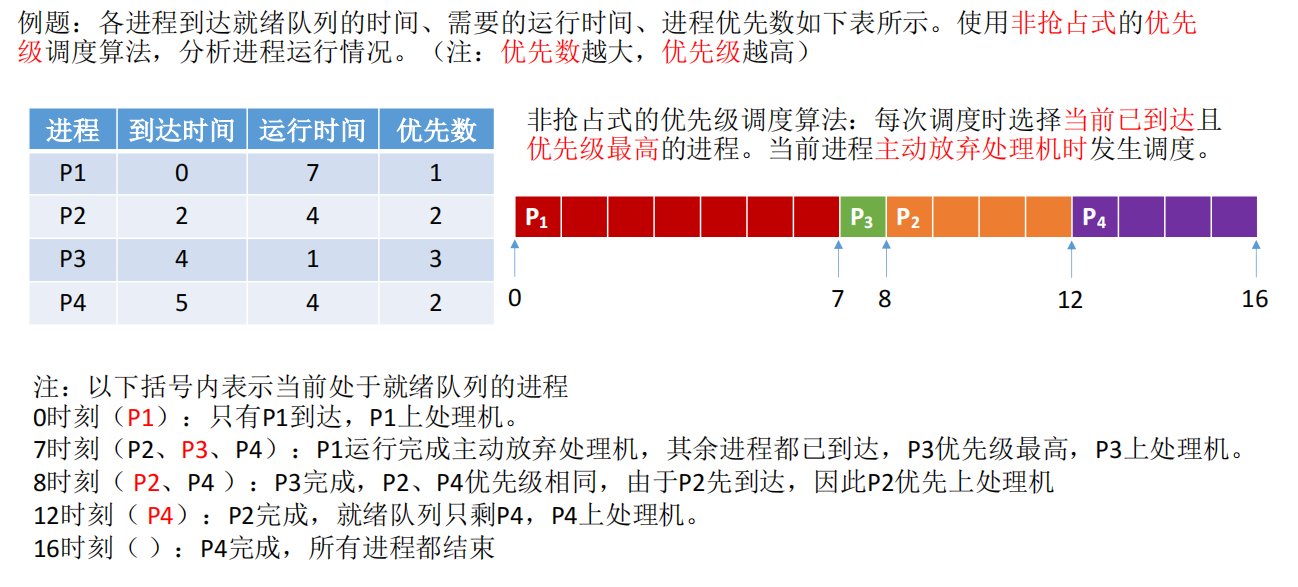 例题：各进程到达就绪队列的时间、需要的运行时间、进程优先数如下表所示。使用非抢占式的优先
级调度算法，分析进程运行情况。（注：优先数越大，优先级越高）
进程 到达时间 运行时间 优先数
P1 0 7 1
P2 2 4 2
P3 4 1 3
P4 5 4 2
非抢占式的优先级调度算法：每次调度时选择当前已到达且
优先级最高的进程。当前进程主动放弃处理机时发生调度。
P1 P3 P2 P4
0 7 8 12 16
注：以下括号内表示当前处于就绪队列的进程
0时刻（P1）：只有P1到达，P1上处理机。
7时刻（P2、P3、P4）：P1运行完成主动放弃处理机，其余进程都已到达，P3优先级最高，P3上处理机。
8时刻（ P2、P4 ）：P3完成，P2、P4优先级相同，由于P2先到达，因此P2优先上处理机
12时刻（ P4）：P2完成，就绪队列只剩P4，P4上处理机。
16时刻（ ）：P4完成，所有进程都结束